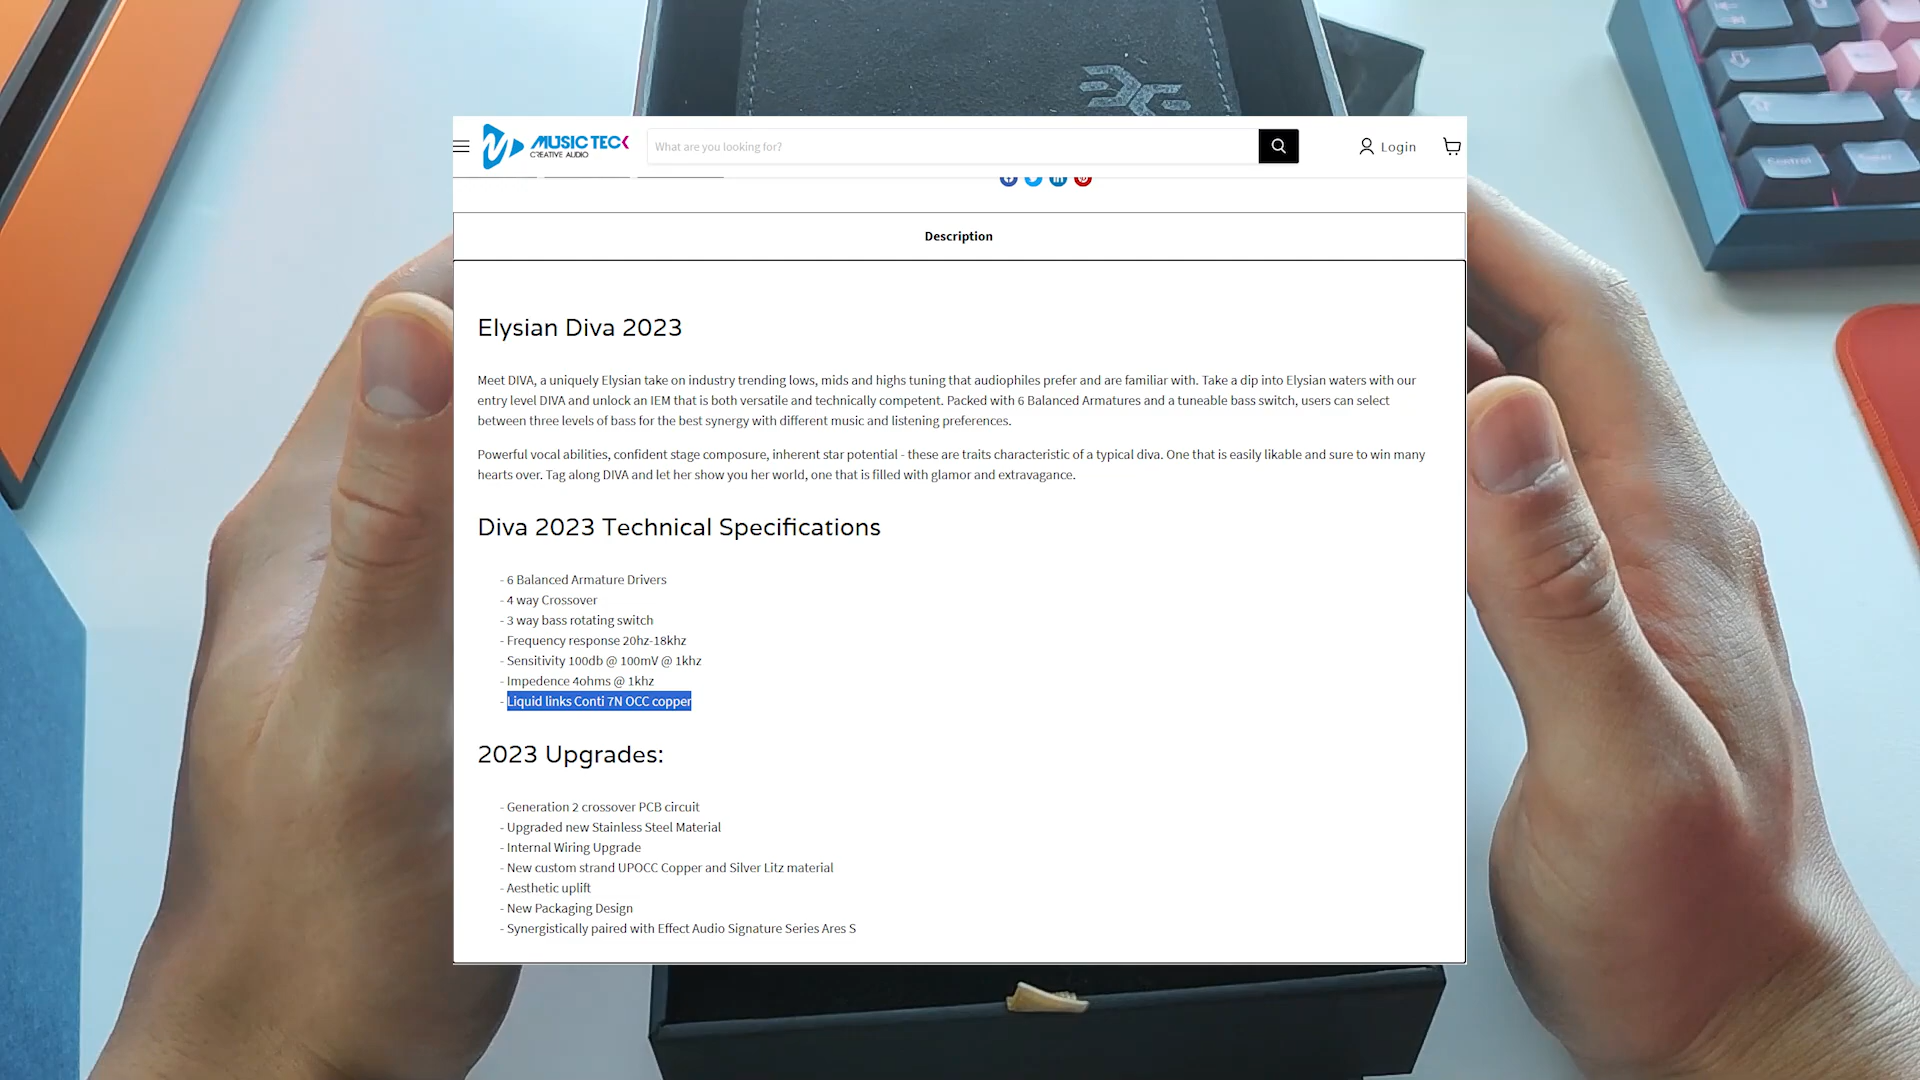 MUSIC TECK
CREATIVE AUDIO
What are you looking for?
Login
Description
Elysian Diva 2023
Meet DIVA, a uniquely Elysian take on industry trending lows, mids and highs tuning that audiophiles prefer and are familiar with. Take a dip into Elysian waters with our
entry level DIVA and unlock an IEM that is both versatile and technically competent. Packed with 6 Balanced Armatures and a tuneable bass switch, users can select
between three levels of bass for the best synergy with different music and listening preferences.
Powerful vocal abilities, confident stage composure, inherent star potential - these are traits characteristic of a typical diva. One that is easily likable and sure to win many
hearts over. Tag along DIVA and let her show you her world, one that is filled with glamor and extravagance.
Diva 2023 Technical Specifications
- 6 Balanced Armature Drivers
- 4 way Crossover
- 3 way bass rotating switch
- Frequency response 20hz-18khz
- Sensitivity 100db @ 100mV @ 1khz
- Impedence 4ohms @ 1khz
- Liquid links Conti 7N OCC copper
2023 Upgrades:
- Generation 2 crossover PCB circuit
- Upgraded new Stainless Steel Material
- Internal Wiring Upgrade
- New custom strand UPOCC Copper and Silver Litz material
- Aesthetic uplift
- New Packaging Design
- Synergistically paired with Effect Audio Signature Series Ares S
Control